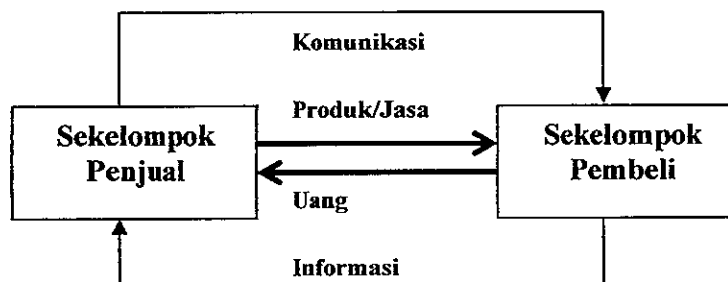 Komunikasi
Produk/Jasa
Sekelompok
Penjual
Sekelompok
Pembeli
Uang
Informasi